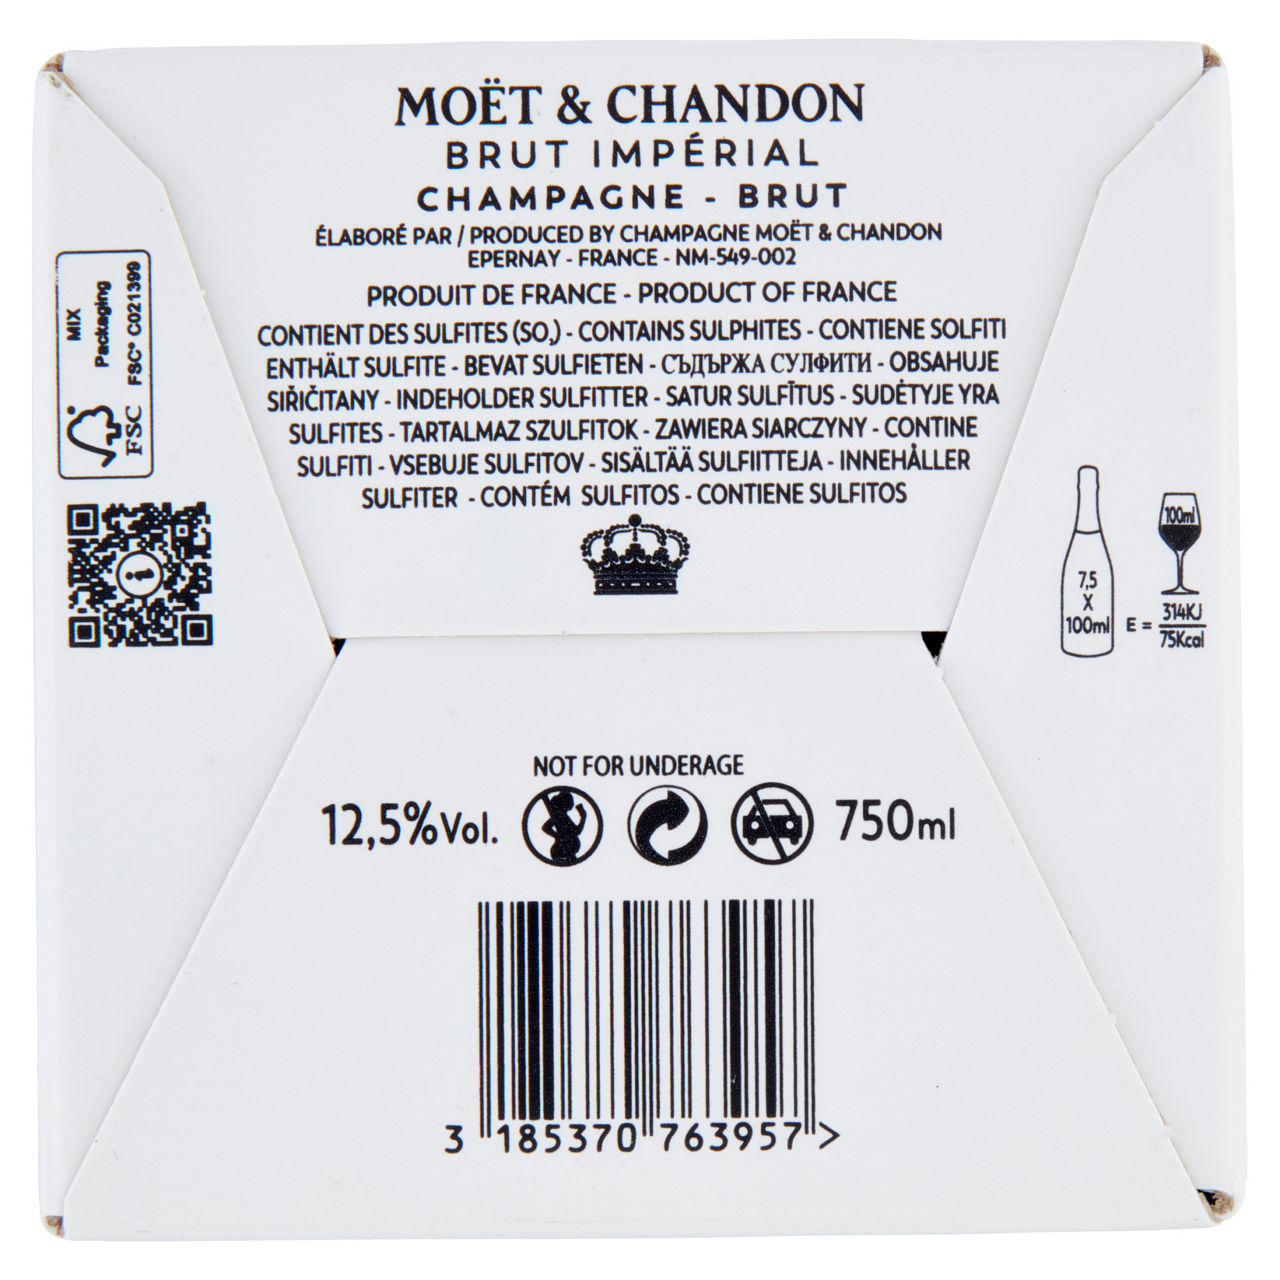 MOËT & CHANDON
BRUT IMPÉRIAL
CHAMPAGNE - BRUT
ÉLABORÉ PAR / PRODUCED BY CHAMPAGNE MOËT & CHANDON
EPERNAY - FRANCE - NM-549-002
PRODUIT DE FRANCE - PRODUCT OF FRANCE
CONTIENT DES SULFITES (SO₂) - CONTAINS SULPHITES - CONTIENE SOLFITI
ENTHÄLT SULFITE - BEVAT SULFIETEN - СЪДЪРЖА СУЛФИТИ - OBSAHUJE
SIŘIČITANY - INDEHOLDER SULFITTER - SATUR SULFĪTUS - SUDĖTYJE YRA
SULFITES - TARTALMAZ SZULFITOK - ZAWIERA SIARCZYNY - CONTINE
SULFITI - VSEBUJE SULFITOV - SISÄLTÄÄ SULFIITTEJA - INNEHÅLLER
SULFITER - CONTÉM SULFITOS - CONTIENE SULFITOS
MIX
Packaging
FSC® C021399
FSC
i
7,5
X
100ml
100ml
E = 314KJ
75Kcal
NOT FOR UNDERAGE
12,5%Vol.
750ml
3 185370 763957 >